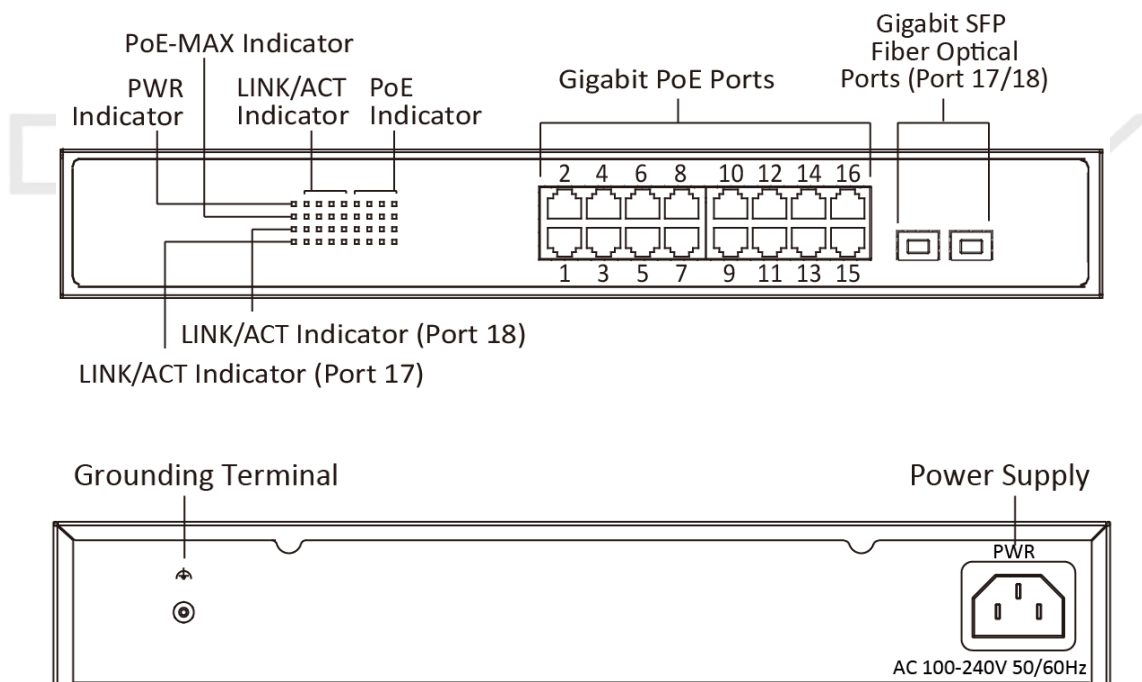 Gigabit SFP
Fiber Optical
Ports (Port 17/18)
PoE-MAX Indicator
Gigabit PoE Ports
PWR
Indicator
LINK/ACT
Indicator
PoE
Indicator
2 4 6 8 10 12 14 16
1 3 5 7 9 11 13 15
LINK/ACT Indicator (Port 18)
LINK/ACT Indicator (Port 17)
Grounding Terminal
Power Supply
PWR
AC 100-240V 50/60Hz